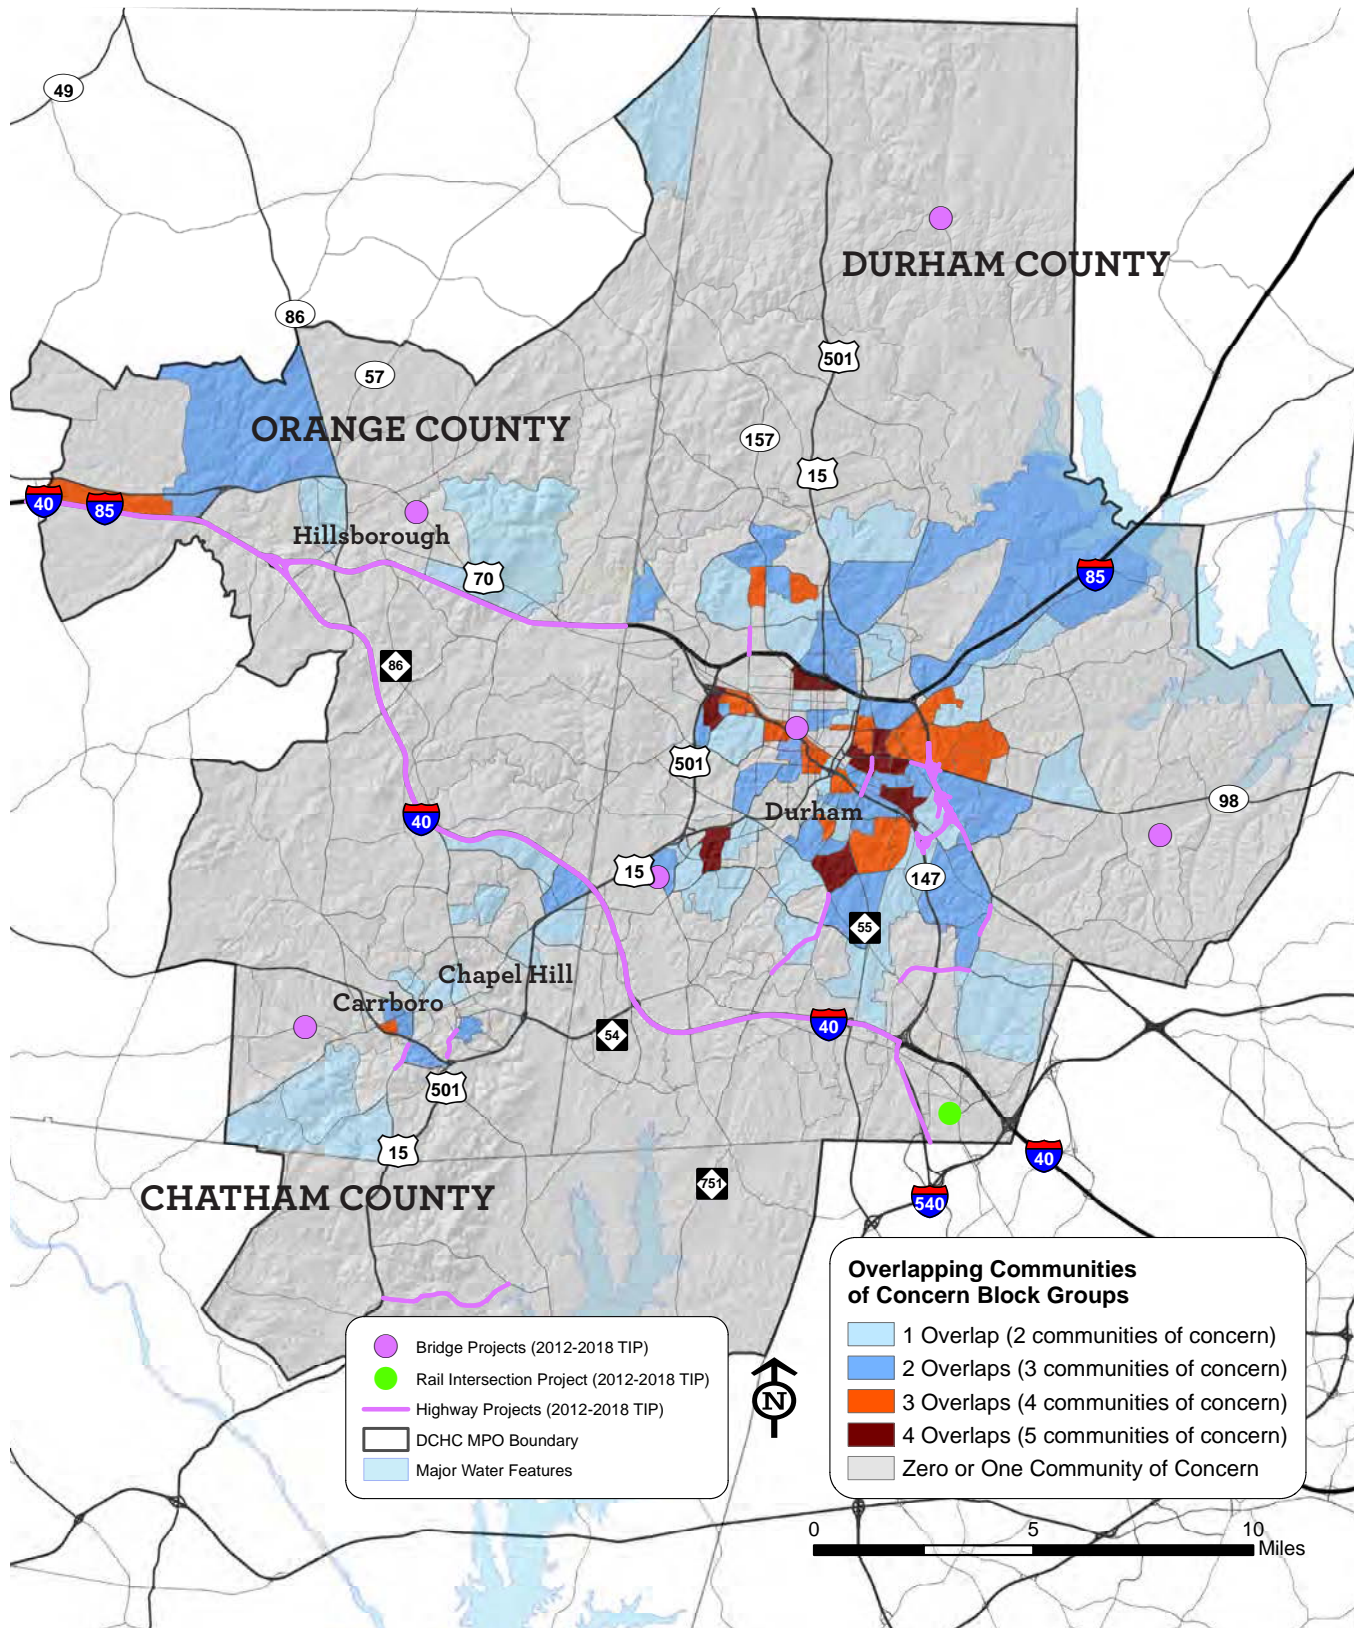 49
DURHAM COUNTY
86
501
57
ORANGE COUNTY
157
15
40
85
Hillsborough
85
70
86
501
98
Durham
40
15
147
55
Chapel Hill
Carrboro
40
54
501
15
40
751
CHATHAM COUNTY
540
Overlapping Communities
of Concern Block Groups
1 Overlap (2 communities of concern)
2 Overlaps (3 communities of concern)
3 Overlaps (4 communities of concern)
4 Overlaps (5 communities of concern)
Zero or One Community of Concern
Bridge Projects (2012-2018 TIP)
Rail Intersection Project (2012-2018 TIP)
Highway Projects (2012-2018 TIP)
DCHC MPO Boundary
Major Water Features
N
0 5 10
Miles